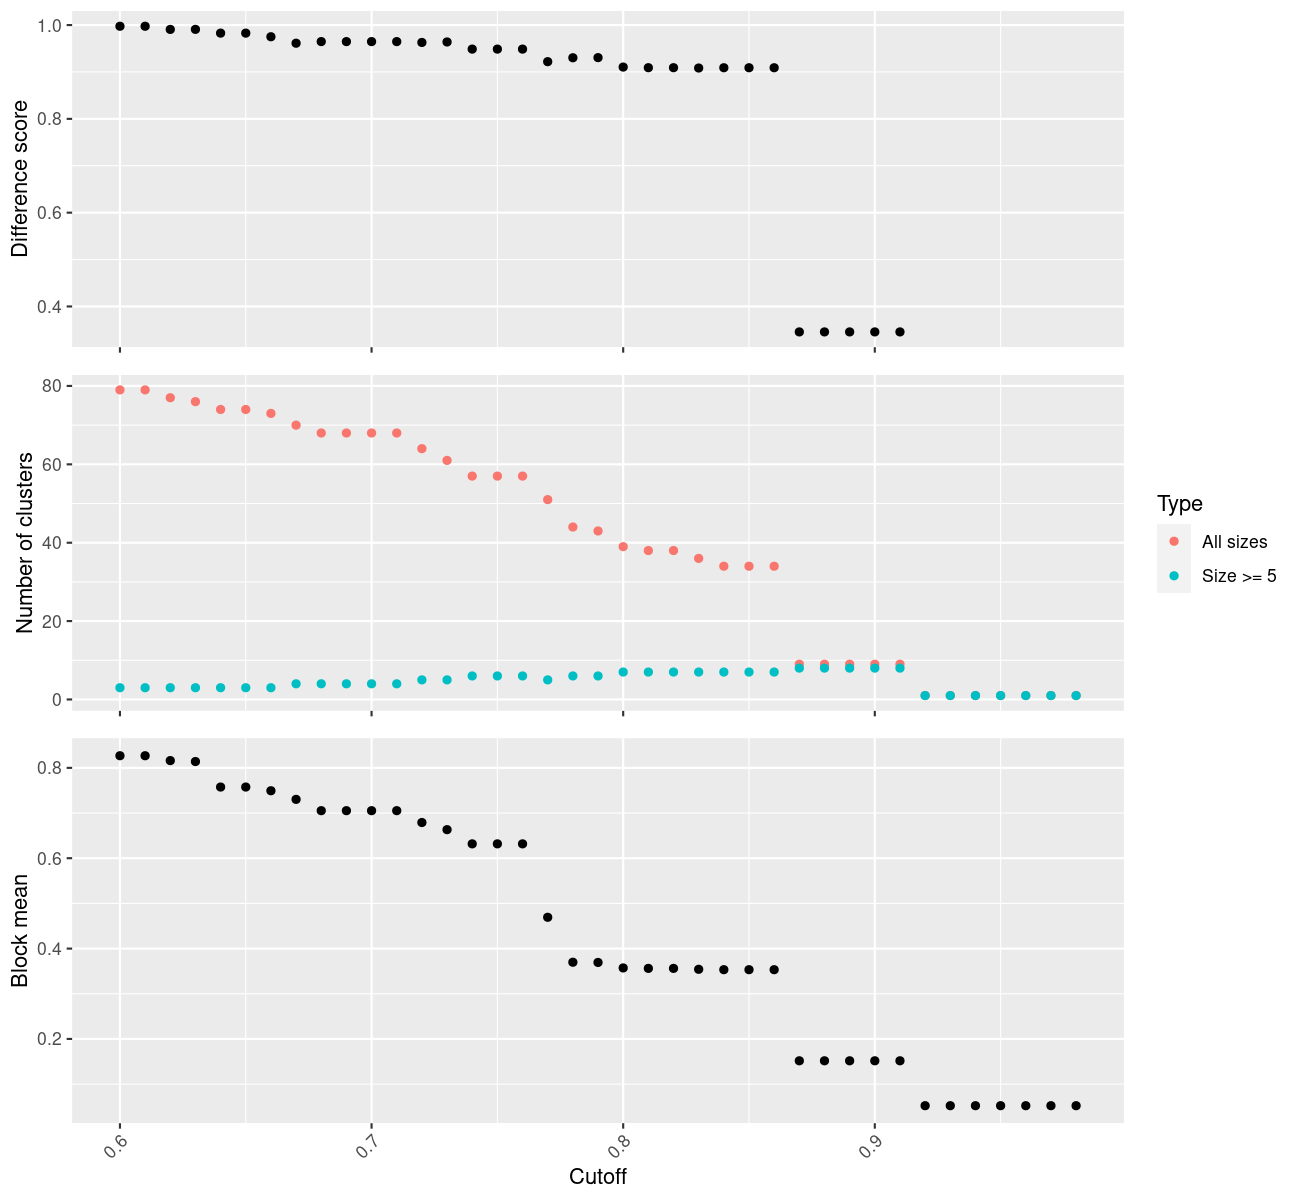 1.0
0.8
0.6
0.4
Difference score
80
60
40
20
0
Number of clusters
Type
All sizes
Size >= 5
0.8
0.6
0.4
0.2
Block mean
0.6 0.7 0.8 0.9
Cutoff